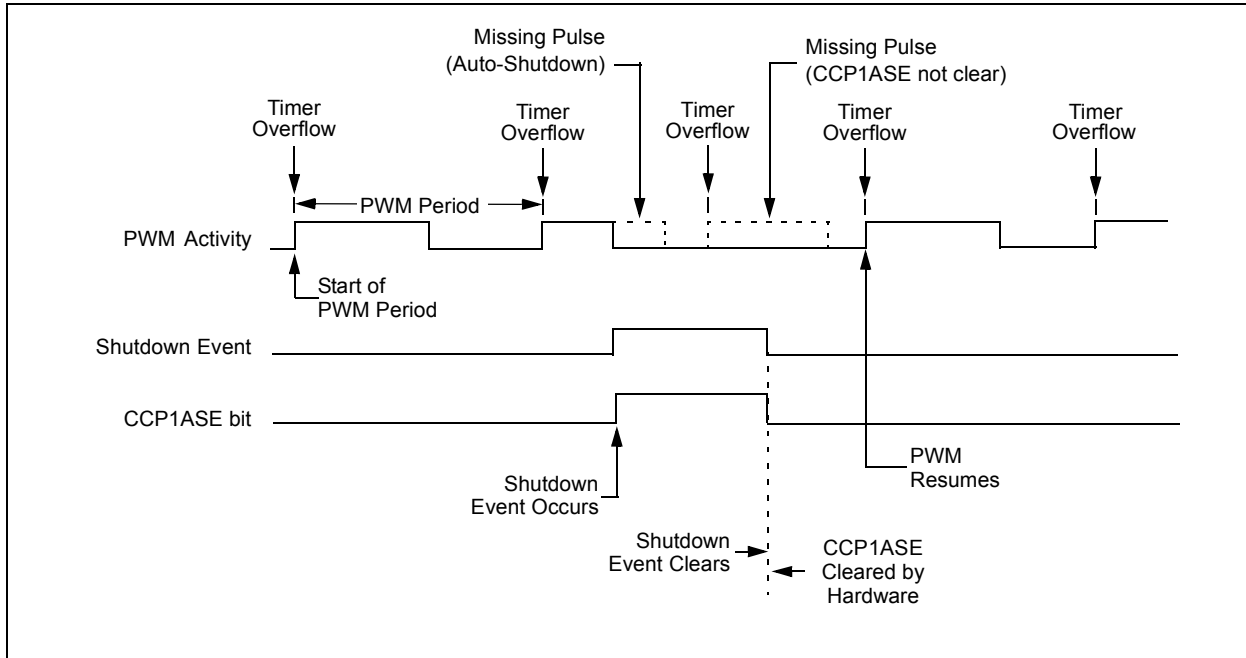 Missing Pulse
(Auto-Shutdown)
Missing Pulse
(CCP1ASE not clear)
Timer
Overflow
Timer
Overflow
Timer
Overflow
Timer
Overflow
Timer
Overflow
PWM Period
PWM Activity
Start of
PWM Period
Shutdown Event
CCP1ASE bit
Shutdown
Event Occurs
PWM
Resumes
Shutdown
Event Clears
CCP1ASE
Cleared by
Hardware